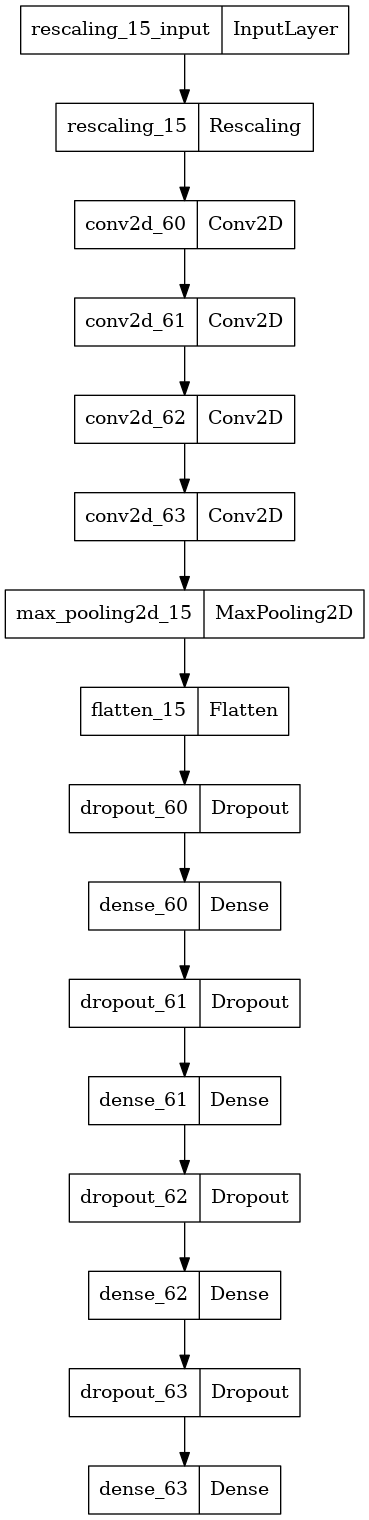 rescaling_15_input InputLayer
rescaling_15 Rescaling
conv2d_60 Conv2D
conv2d_61 Conv2D
conv2d_62 Conv2D
conv2d_63 Conv2D
max_pooling2d_15 MaxPooling2D
flatten_15 Flatten
dropout_60 Dropout
dense_60 Dense
dropout_61 Dropout
dense_61 Dense
dropout_62 Dropout
dense_62 Dense
dropout_63 Dropout
dense_63 Dense